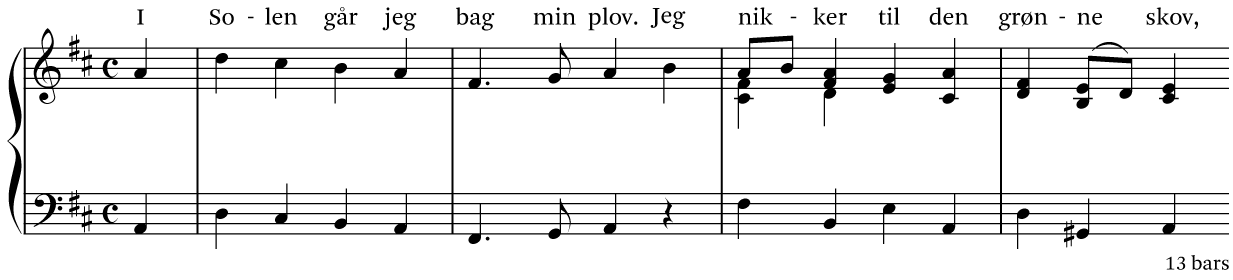 I So - len går jeg bag min plov. Jeg nik - ker til den grøn - ne skov,
13 bars